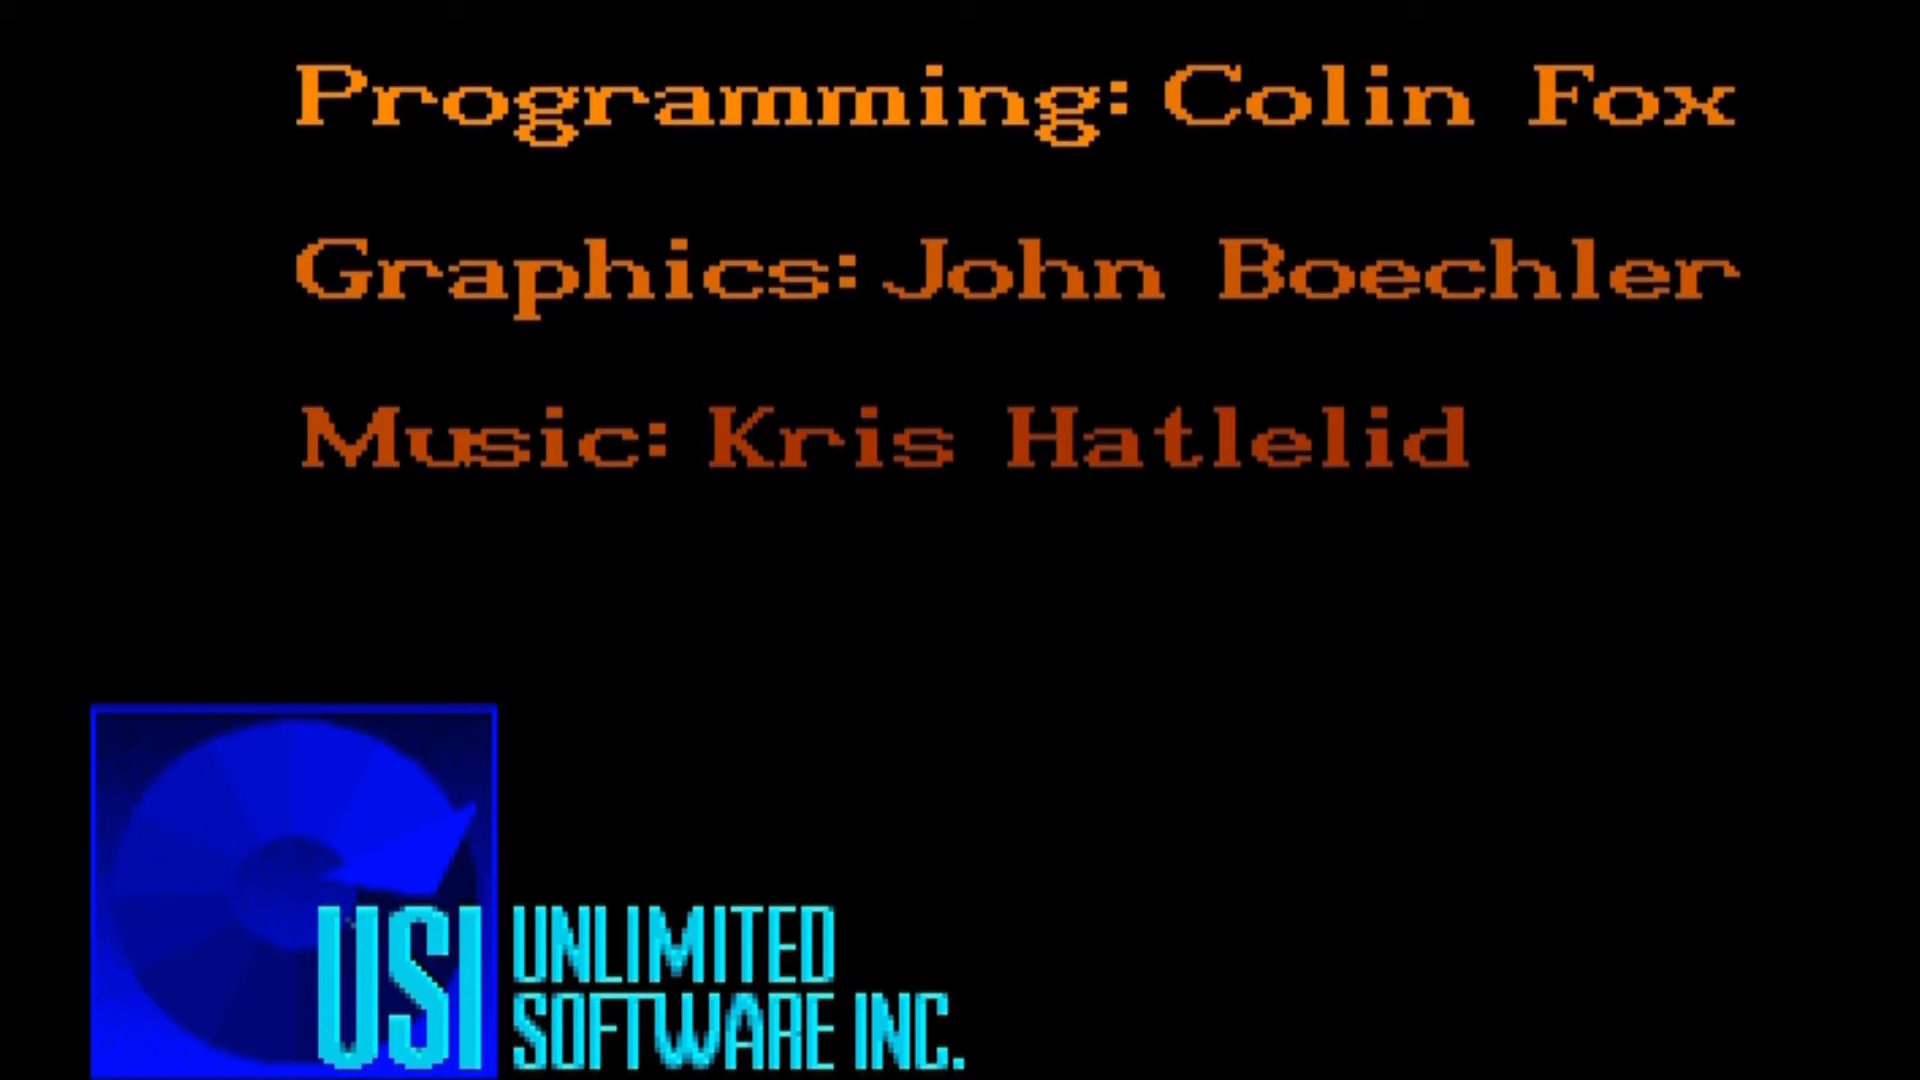 Programming: Colin Fox
Graphics: John Boechler
Music: Kris Hatlelid
USI
UNLIMITED
SOFTWARE INC.